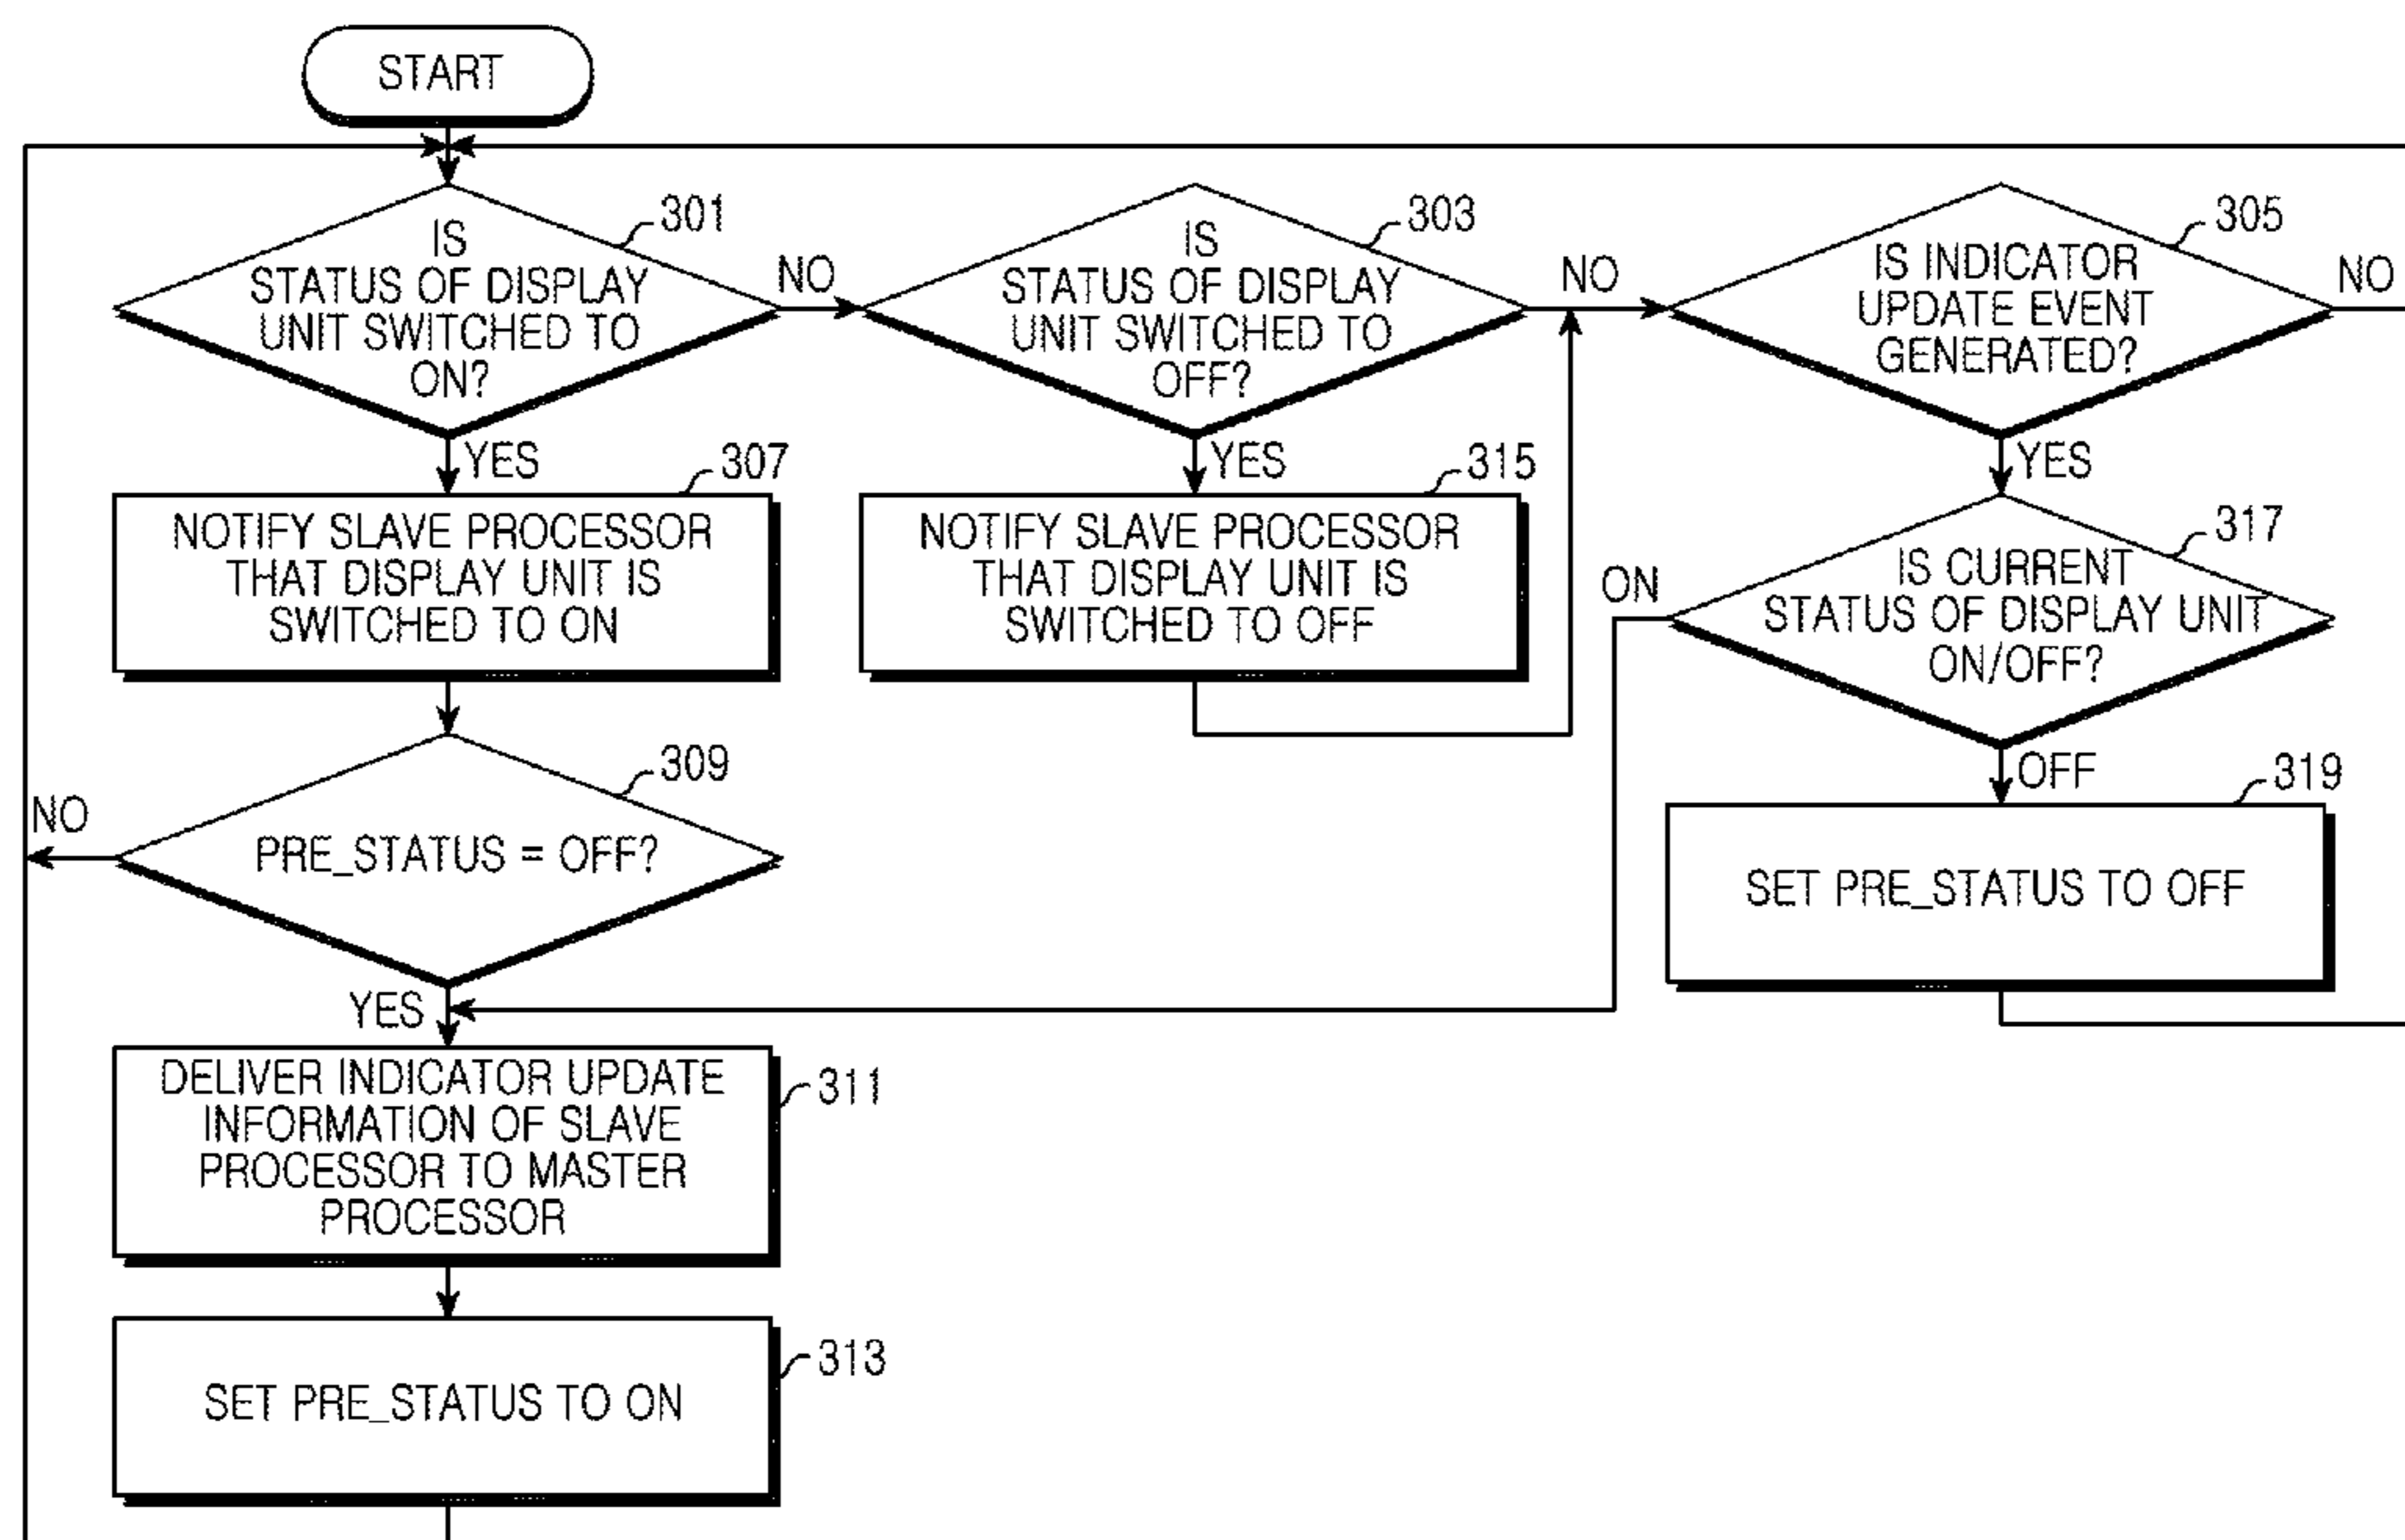 START
301
IS
STATUS OF DISPLAY
UNIT SWITCHED TO
ON?
NO
303
IS
STATUS OF DISPLAY
UNIT SWITCHED TO
OFF?
NO
305
IS INDICATOR
UPDATE EVENT
GENERATED?
NO
YES
307
NOTIFY SLAVE PROCESSOR
THAT DISPLAY UNIT IS
SWITCHED TO ON
YES
315
NOTIFY SLAVE PROCESSOR
THAT DISPLAY UNIT IS
SWITCHED TO OFF
YES
317
IS CURRENT
STATUS OF DISPLAY UNIT
ON/OFF?
ON
OFF
309
PRE_STATUS = OFF?
NO
YES
319
SET PRE_STATUS TO OFF
DELIVER INDICATOR UPDATE
INFORMATION OF SLAVE
PROCESSOR TO MASTER
PROCESSOR
311
SET PRE_STATUS TO ON
313